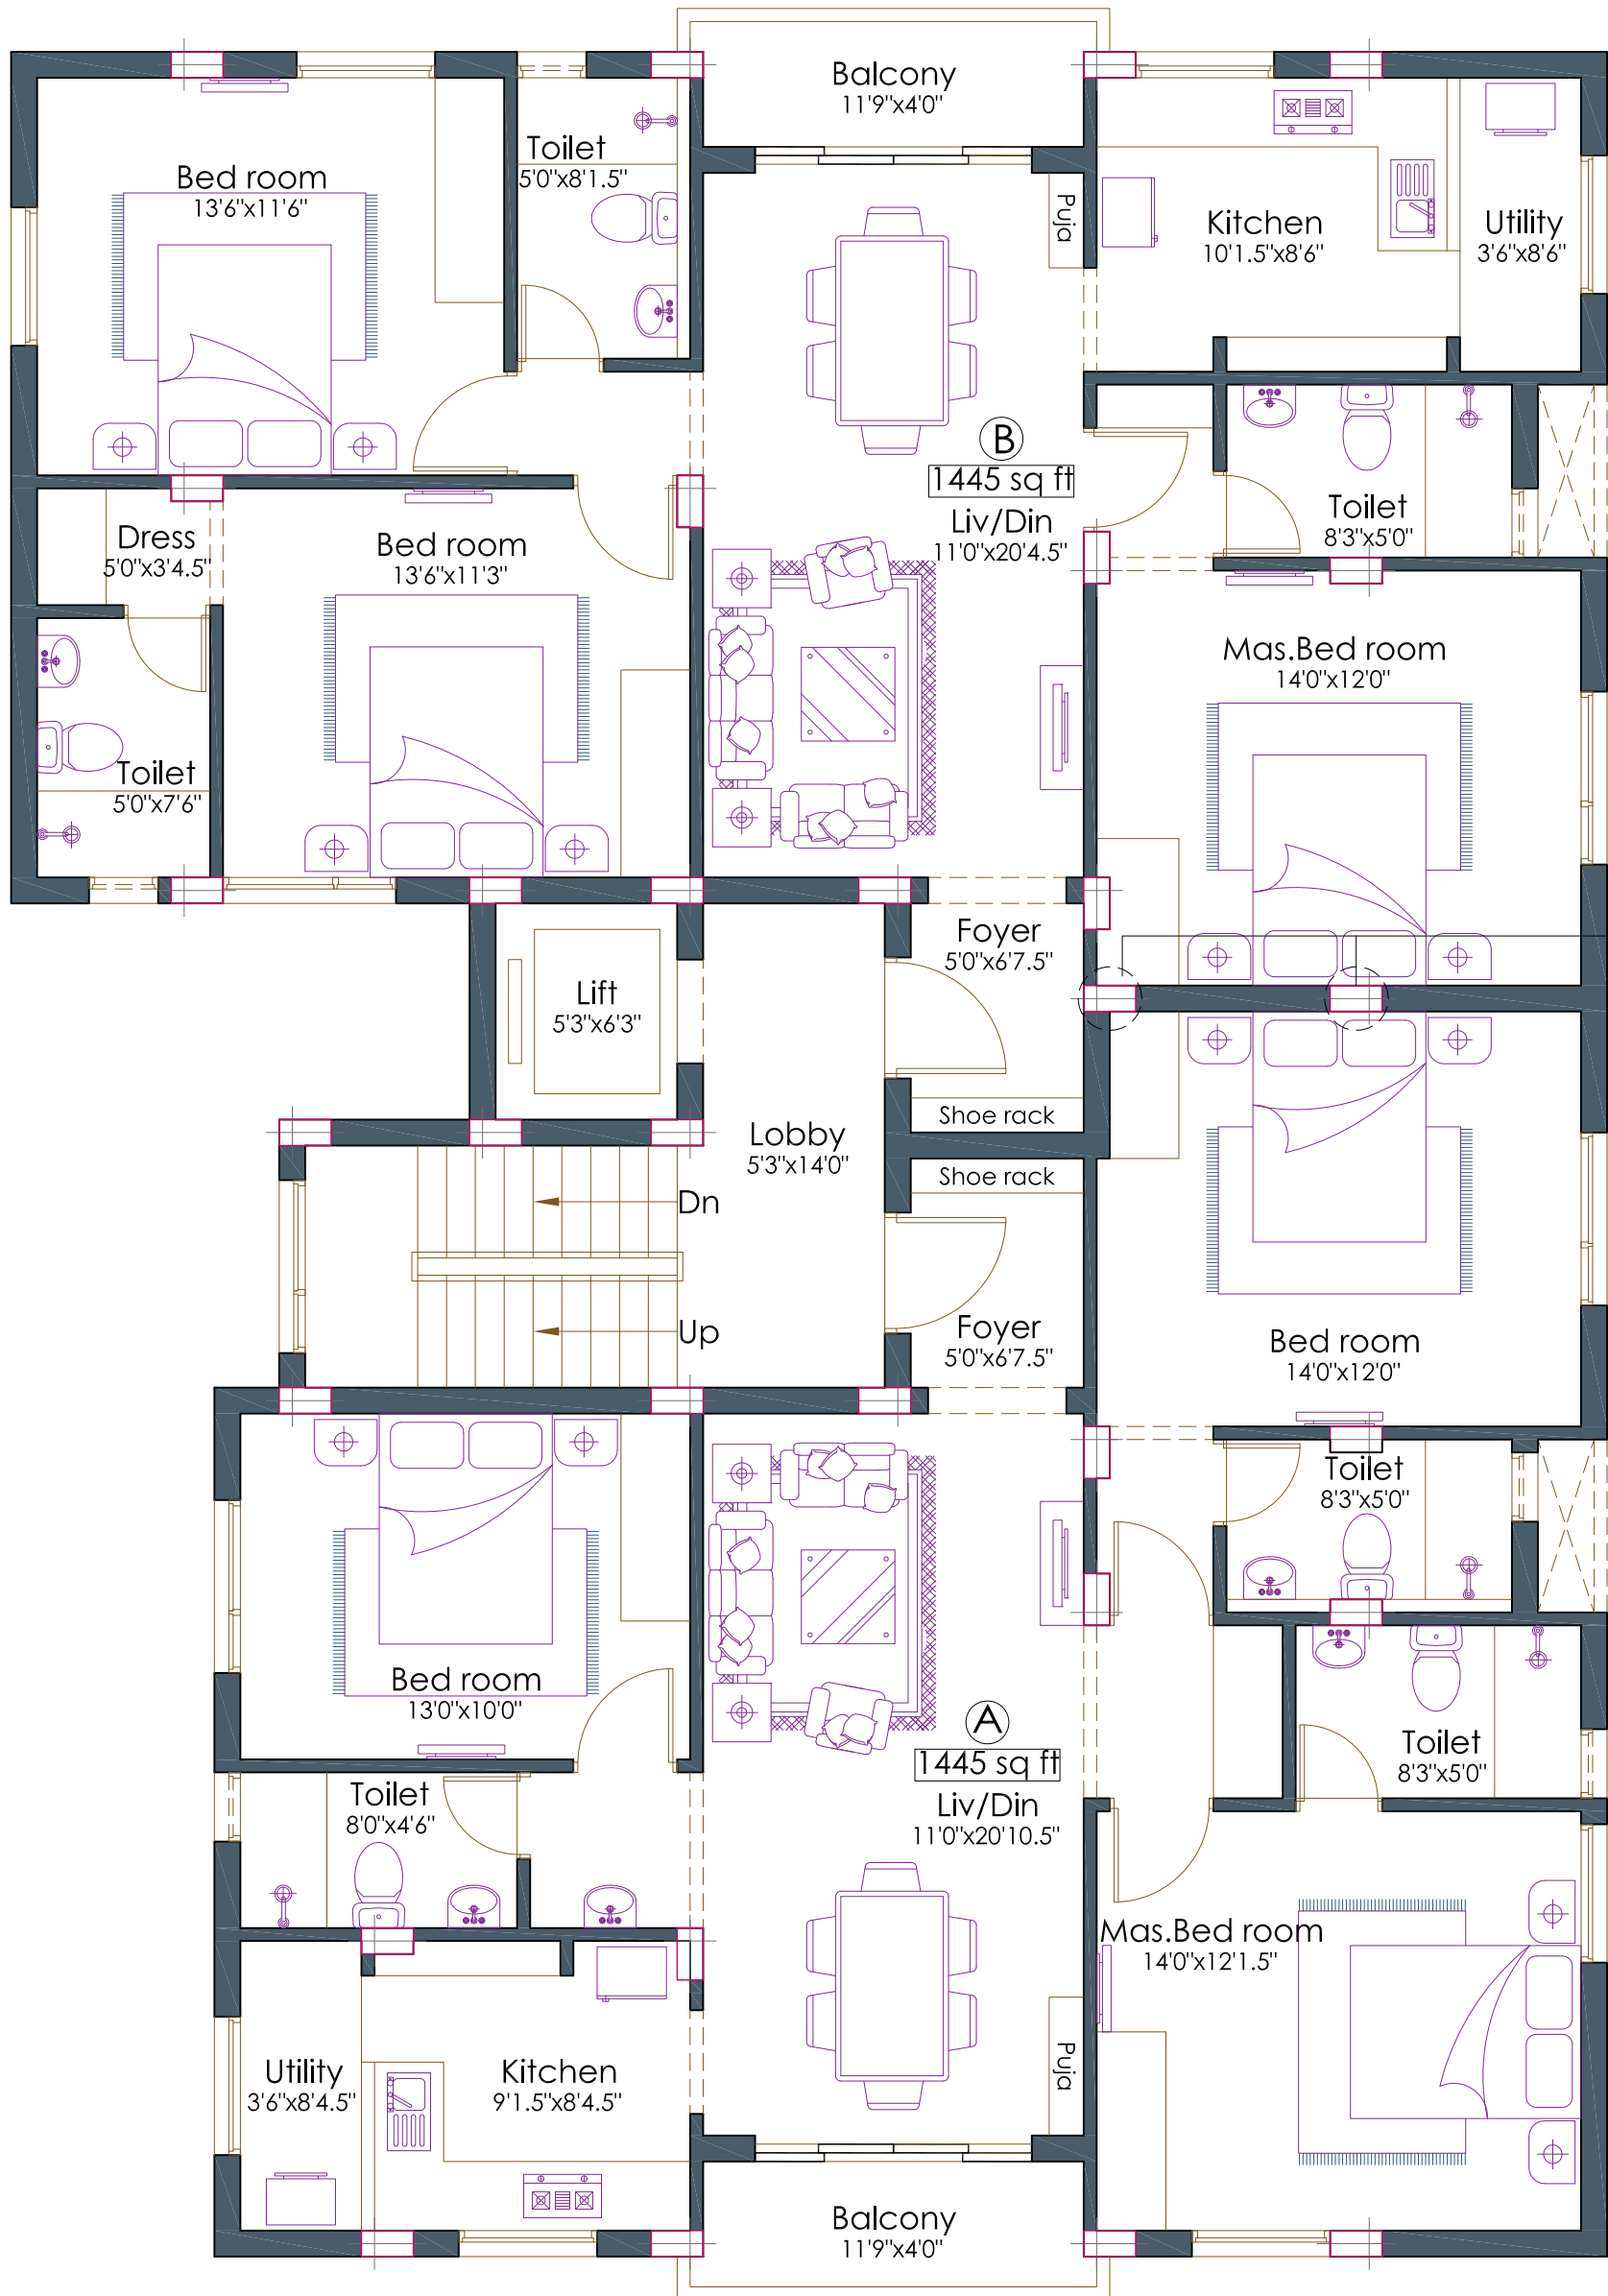 Balcony
11'9"x4'0"
Bed room
13'6"x11'6"
Toilet
5'0"x8'1.5"
Puja
Kitchen
10'1.5"x8'6"
Utility
3'6"x8'6"
B
1445 sq ft
Liv/Din
11'0"x20'4.5"
Toilet
8'3"x5'0"
Dress
5'0"x3'4.5"
Bed room
13'6"x11'3"
Mas.Bed room
14'0"x12'0"
Toilet
5'0"x7'6"
Foyer
5'0"x6'7.5"
Lift
5'3"x6'3"
Shoe rack
Lobby
5'3"x14'0"
Shoe rack
Dn
Up
Foyer
5'0"x6'7.5"
Bed room
14'0"x12'0"
Toilet
8'3"x5'0"
Bed room
13'0"x10'0"
A
1445 sq ft
Liv/Din
11'0"x20'10.5"
Toilet
8'3"x5'0"
Toilet
8'0"x4'6"
Mas.Bed room
14'0"x12'1.5"
Utility
3'6"x8'4.5"
Kitchen
9'1.5"x8'4.5"
Puja
Balcony
11'9"x4'0"